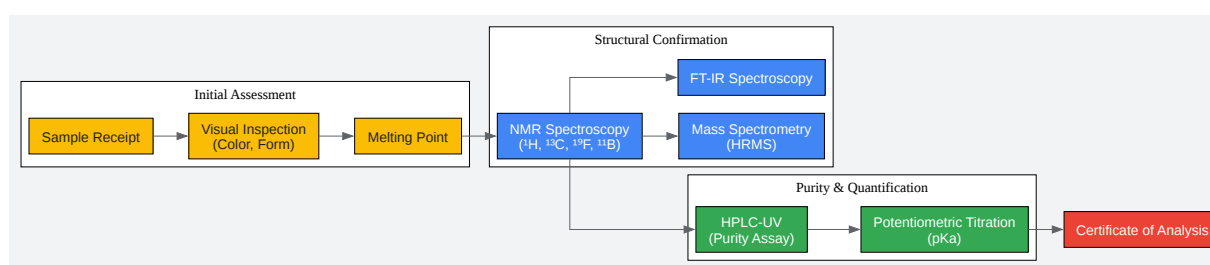 Structural Confirmation
FT-IR Spectroscopy
Initial Assessment
Sample Receipt
Visual Inspection
(Color, Form)
Melting Point
NMR Spectroscopy
(¹H, ¹³C, ¹⁹F, ¹¹B)
Mass Spectrometry
(HRMS)
Purity & Quantification
HPLC-UV
(Purity Assay)
Potentiometric Titration
(pKa)
Certificate of Analysis